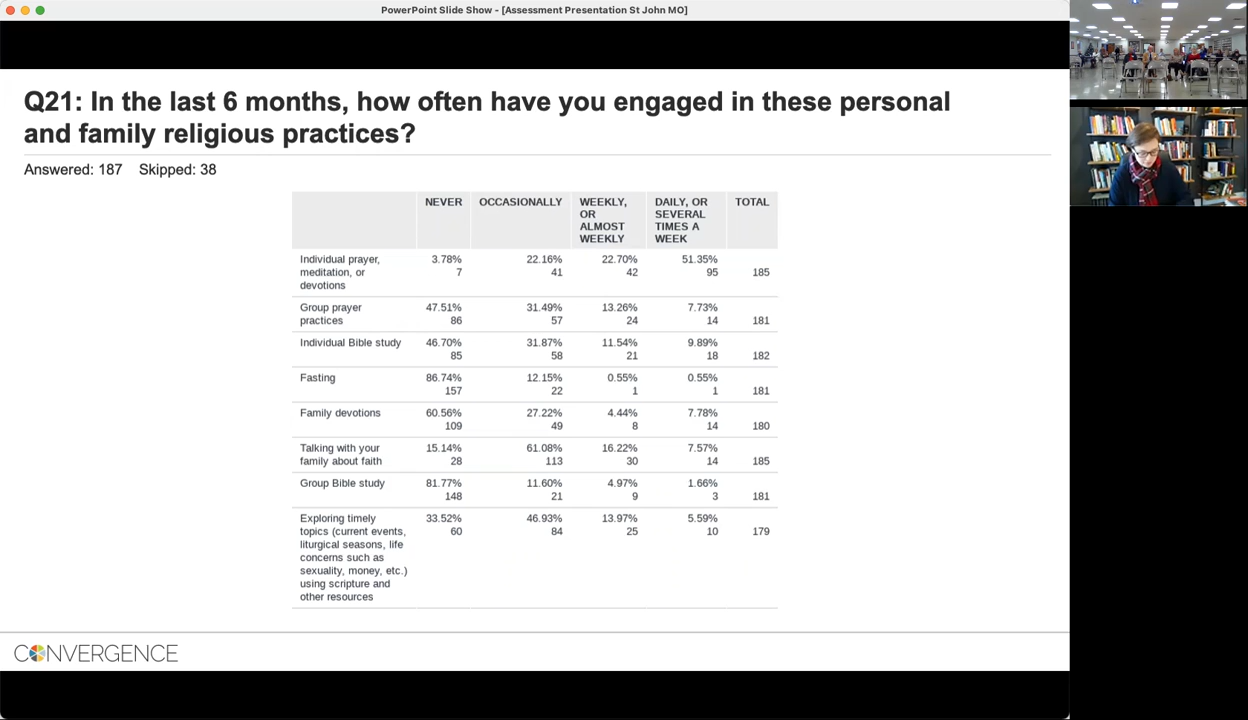 PowerPoint Slide Show - [Assessment Presentation St John MO]
Q21: In the last 6 months, how often have you engaged in these personal
and family religious practices?
Answered: 187 Skipped: 38
NEVER OCCASIONALLY WEEKLY, OR ALMOST WEEKLY DAILY, OR SEVERAL TIMES A WEEK TOTAL
Individual prayer, 3.78% 22.16% 22.70% 51.35%
meditation, or 7 41 42 95 185
devotions
Group prayer 47.51% 31.49% 13.26% 7.73%
practices 86 57 24 14 181
Individual Bible study 46.70% 31.87% 11.54% 9.89%
85 58 21 18 182
Fasting 86.74% 12.15% 0.55% 0.55%
157 22 1 1 181
Family devotions 60.56% 27.22% 4.44% 7.78%
109 49 8 14 180
Talking with your 15.14% 61.08% 16.22% 7.57%
family about faith 28 113 30 14 185
Group Bible study 81.77% 11.60% 4.97% 1.66%
148 21 9 3 181
Exploring timely 33.52% 46.93% 13.97% 5.59%
topics (current events, 60 84 25 10 179
liturgical seasons, life
concerns such as
sexuality, money, etc.)
using scripture and
other resources
CONVERGENCE